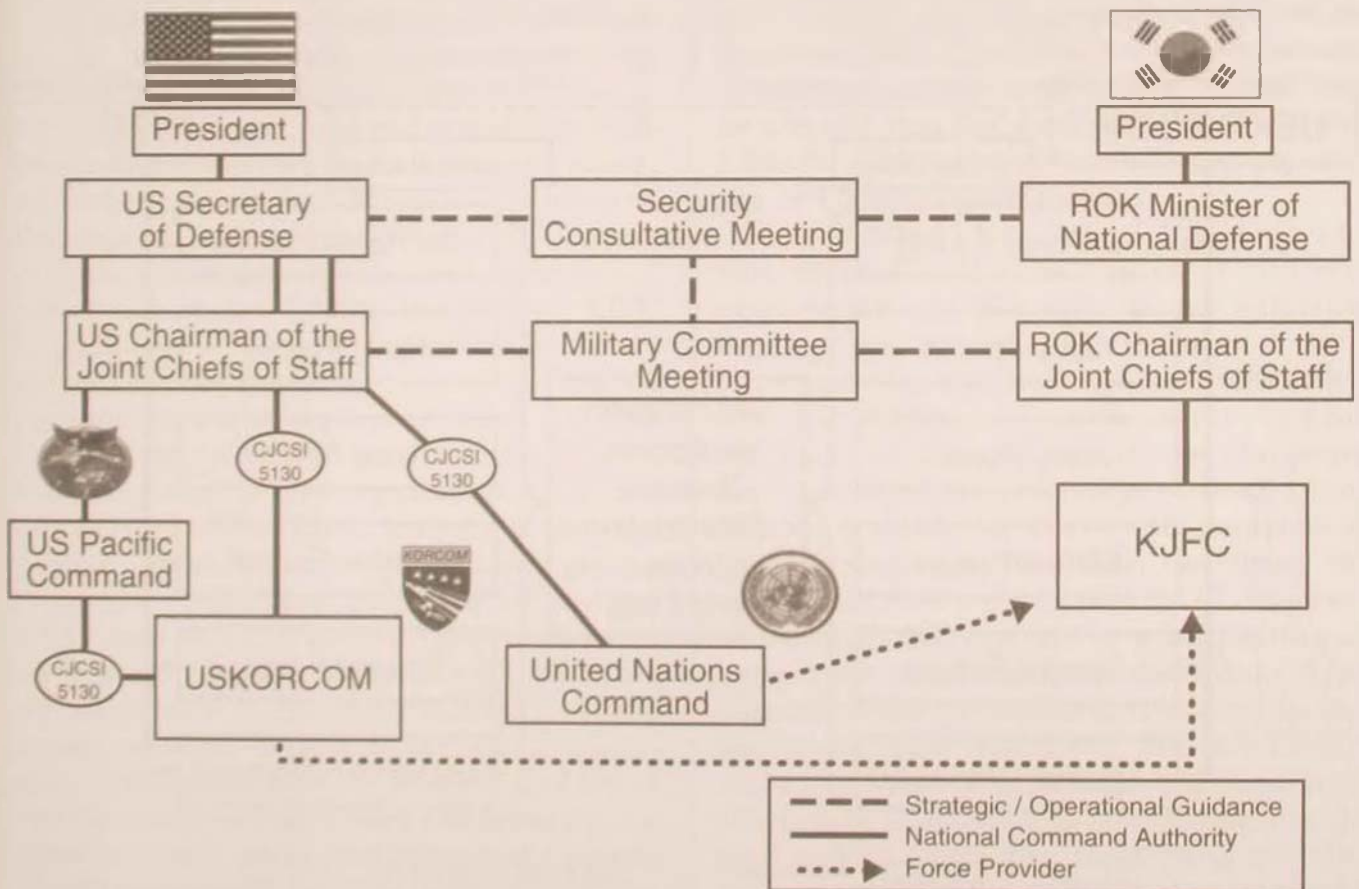 President
President
US Secretary
of Defense
Security
Consultative Meeting
ROK Minister of
National Defense
US Chairman of the
Joint Chiefs of Staff
Military Committee
Meeting
ROK Chairman of the
Joint Chiefs of Staff
CJCSI
5130
CJCSI
5130
US Pacific
Command
KORCOM
KJFC
CJCSI
5130
USKORCOM
United Nations
Command
Strategic / Operational Guidance
National Command Authority
Force Provider